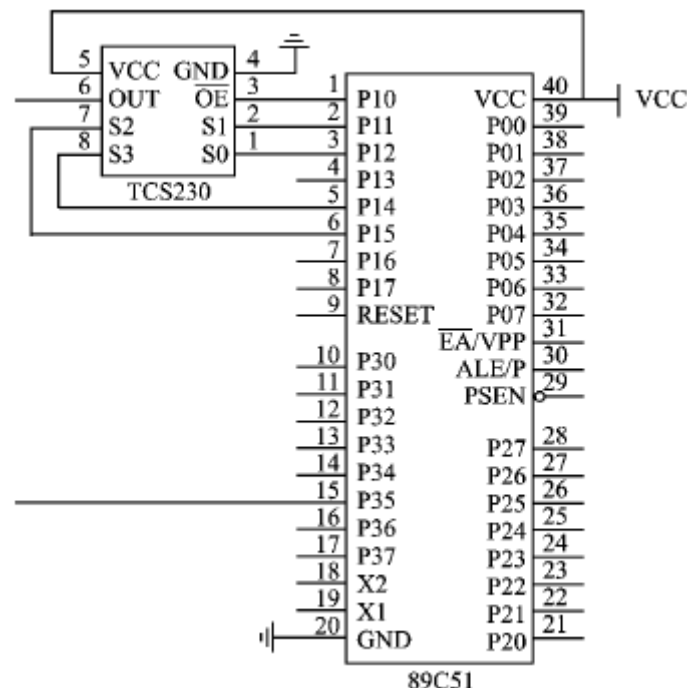 5 VCC GND 4
6 OUT OE 3
7 S2 S1 2
8 S3 S0 1
TCS230
1 P10 VCC 40 VCC
2 P11 P00 39
3 P12 P01 38
4 P13 P02 37
5 P14 P03 36
6 P15 P04 35
7 P16 P05 34
8 P17 P06 33
9 RESET P07 32
EA/VPP 31
10 P30 ALE/P 30
11 P31 PSEN 29
12 P32
13 P33 P27 28
14 P34 P26 27
15 P35 P25 26
16 P36 P24 25
17 P37 P23 24
18 X2 P22 23
19 X1 P21 22
20 GND P20 21
89C51